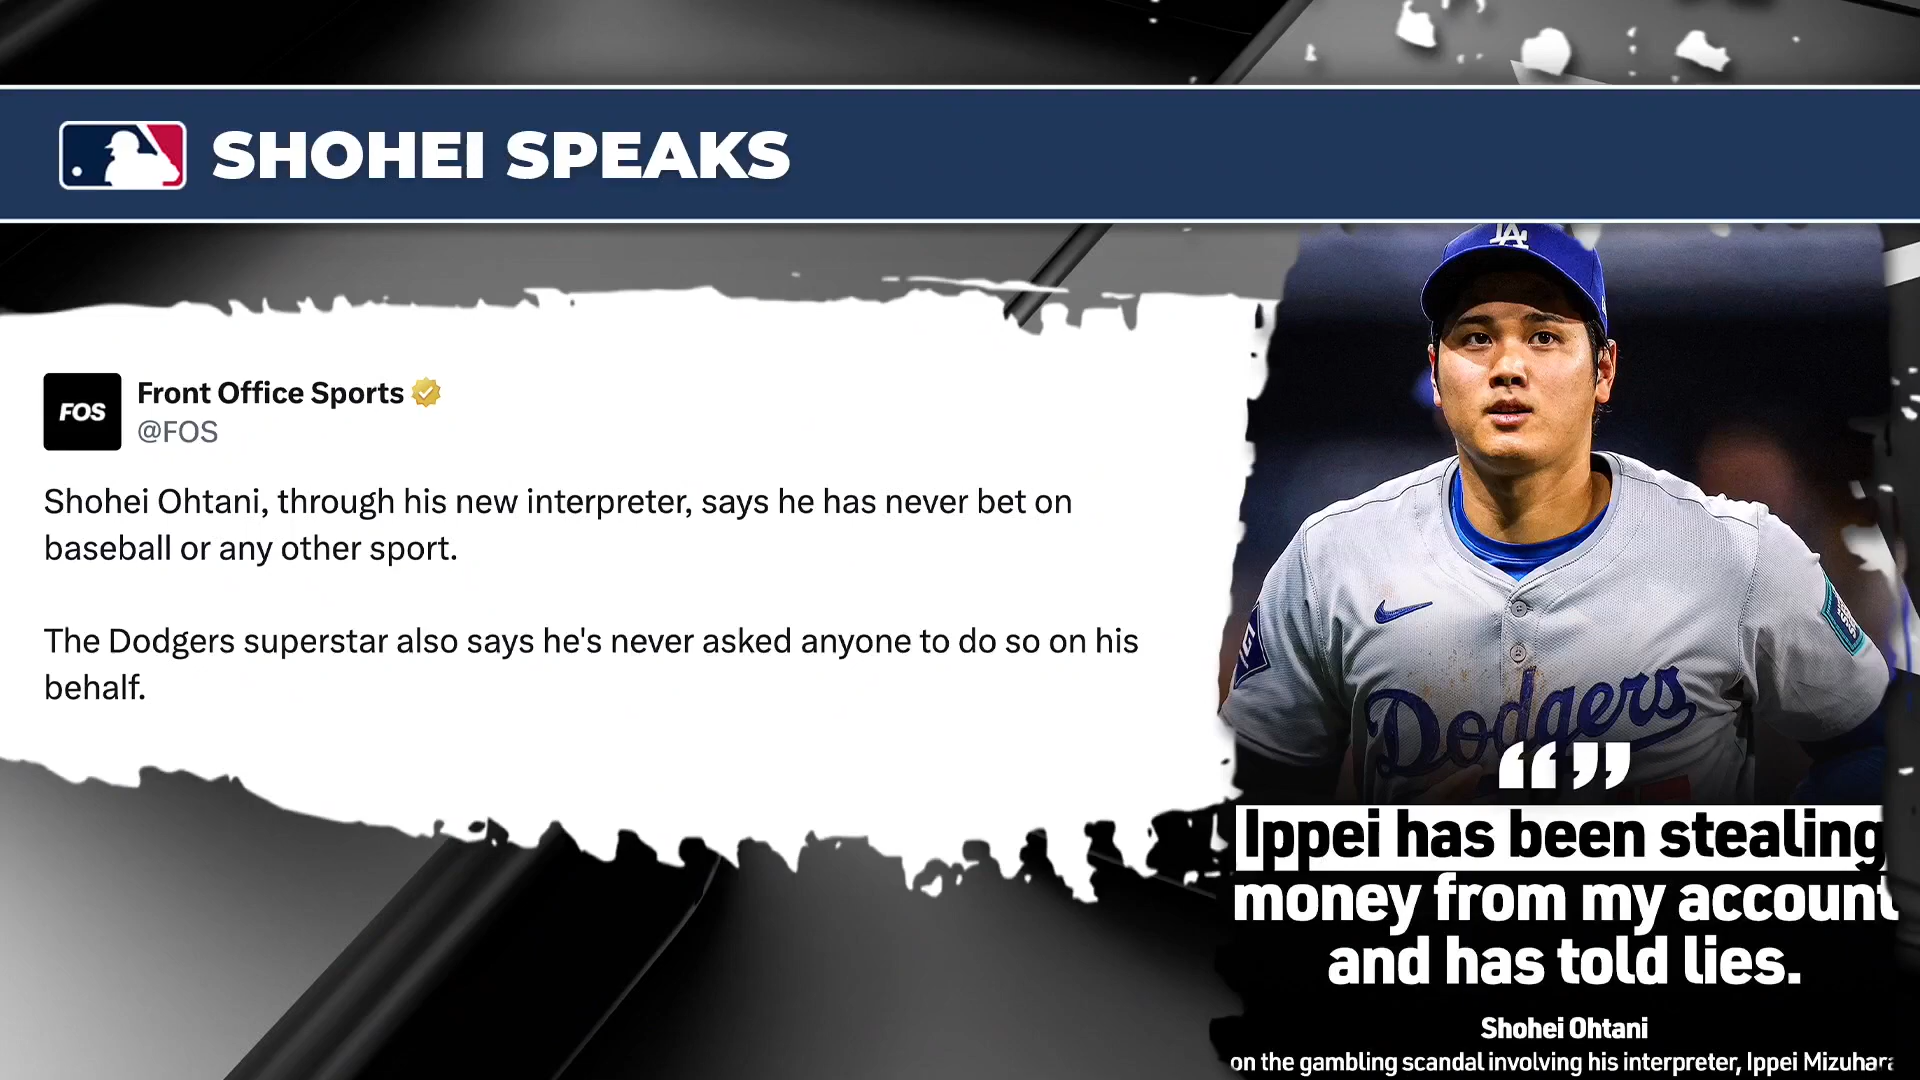 SHOHEI SPEAKS
FOS
Front Office Sports
@FOS
Shohei Ohtani, through his new interpreter, says he has never bet on
baseball or any other sport.
The Dodgers superstar also says he's never asked anyone to do so on his
behalf.
LA
Dodgers
“”
Ippei has been stealing
money from my account
and has told lies.
Shohei Ohtani
on the gambling scandal involving his interpreter, Ippei Mizuhara